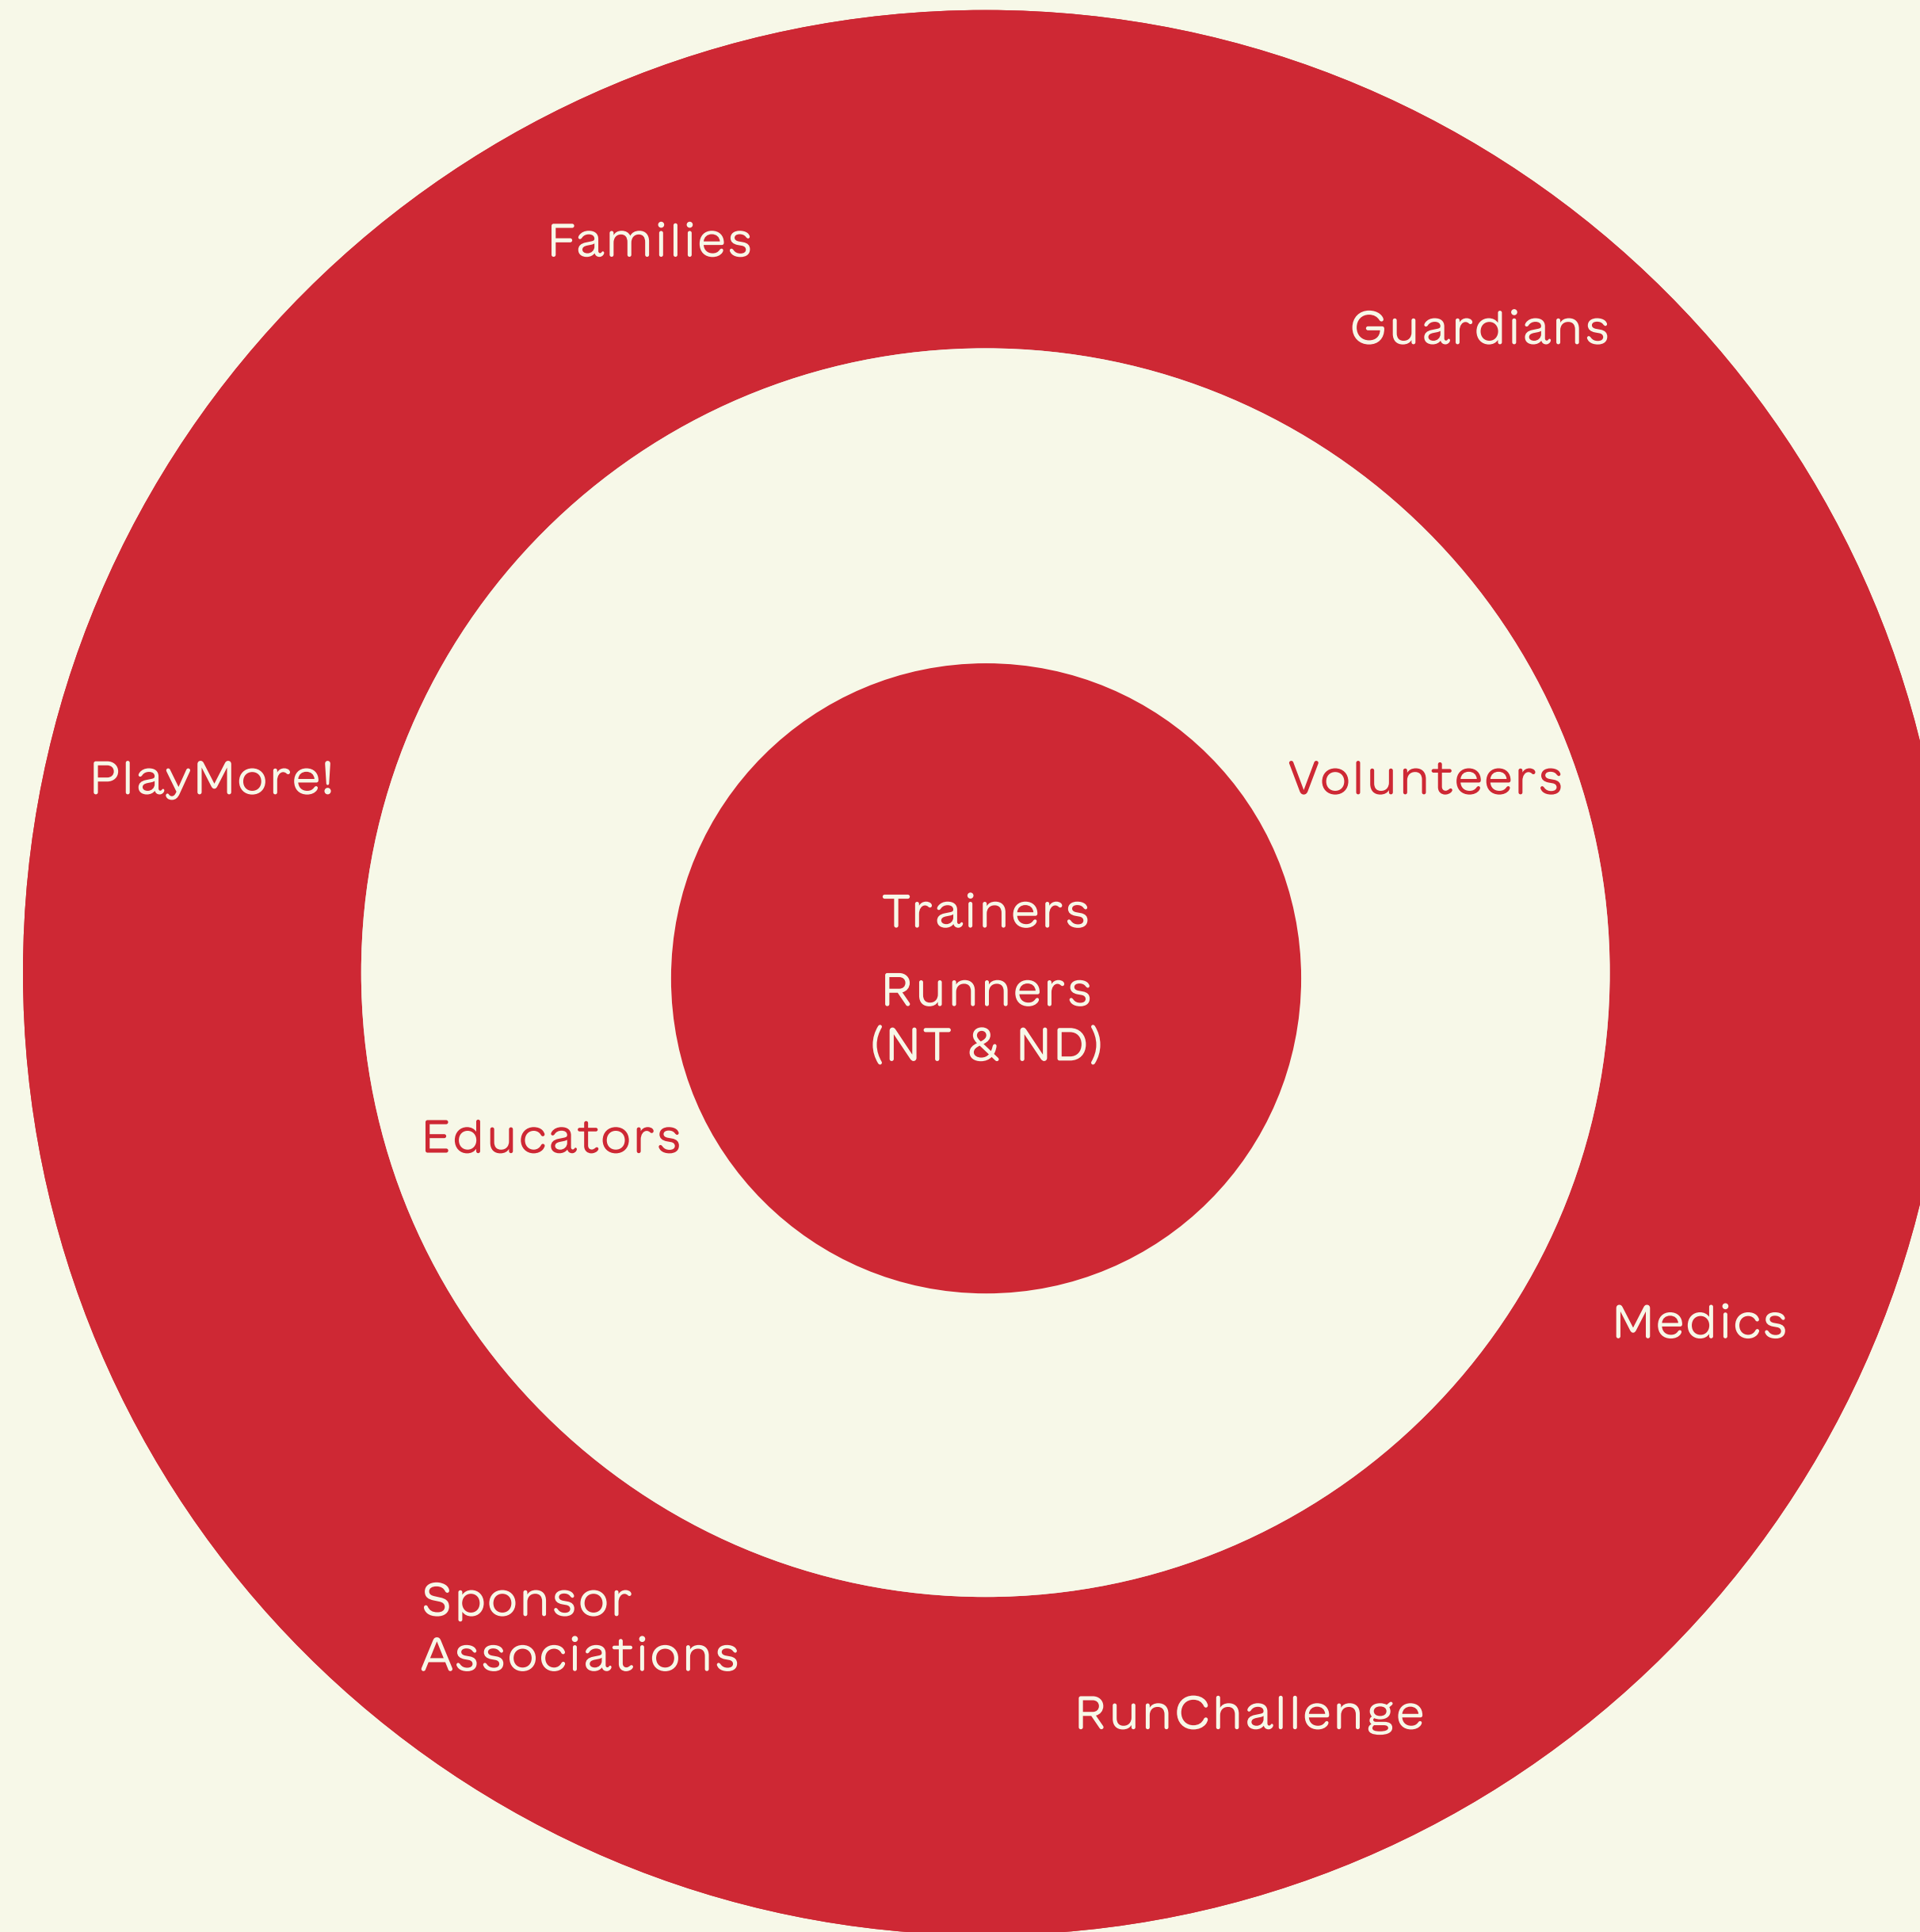 Families
Guardians
PlayMore!
Volunteers
Trainers
Runners
(NT & ND)
Educators
Medics
Sponsor
Associations
RunChallenge